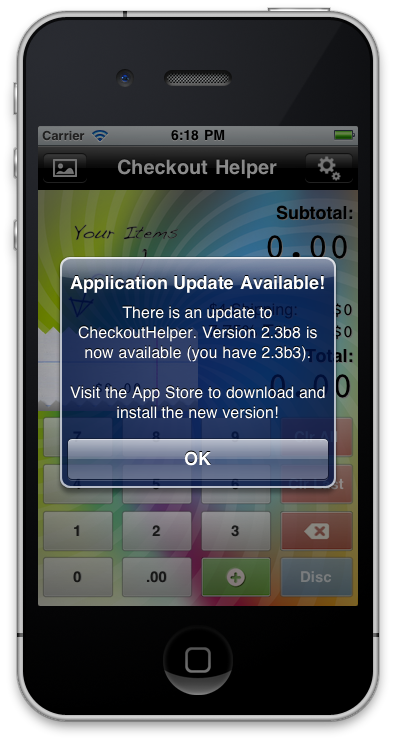 Carrier 6:18 PM
Checkout Helper
Subtotal:
Your Items
0.00
Application Update Available!
There is an update to
CheckoutHelper. Version 2.3b8 is
now available (you have 2.3b3).
Visit the App Store to download and
install the new version!
$0
$0
Total:
0.00
OK
7 8 9
4 5 6
1 2 3
0 .00 Disc